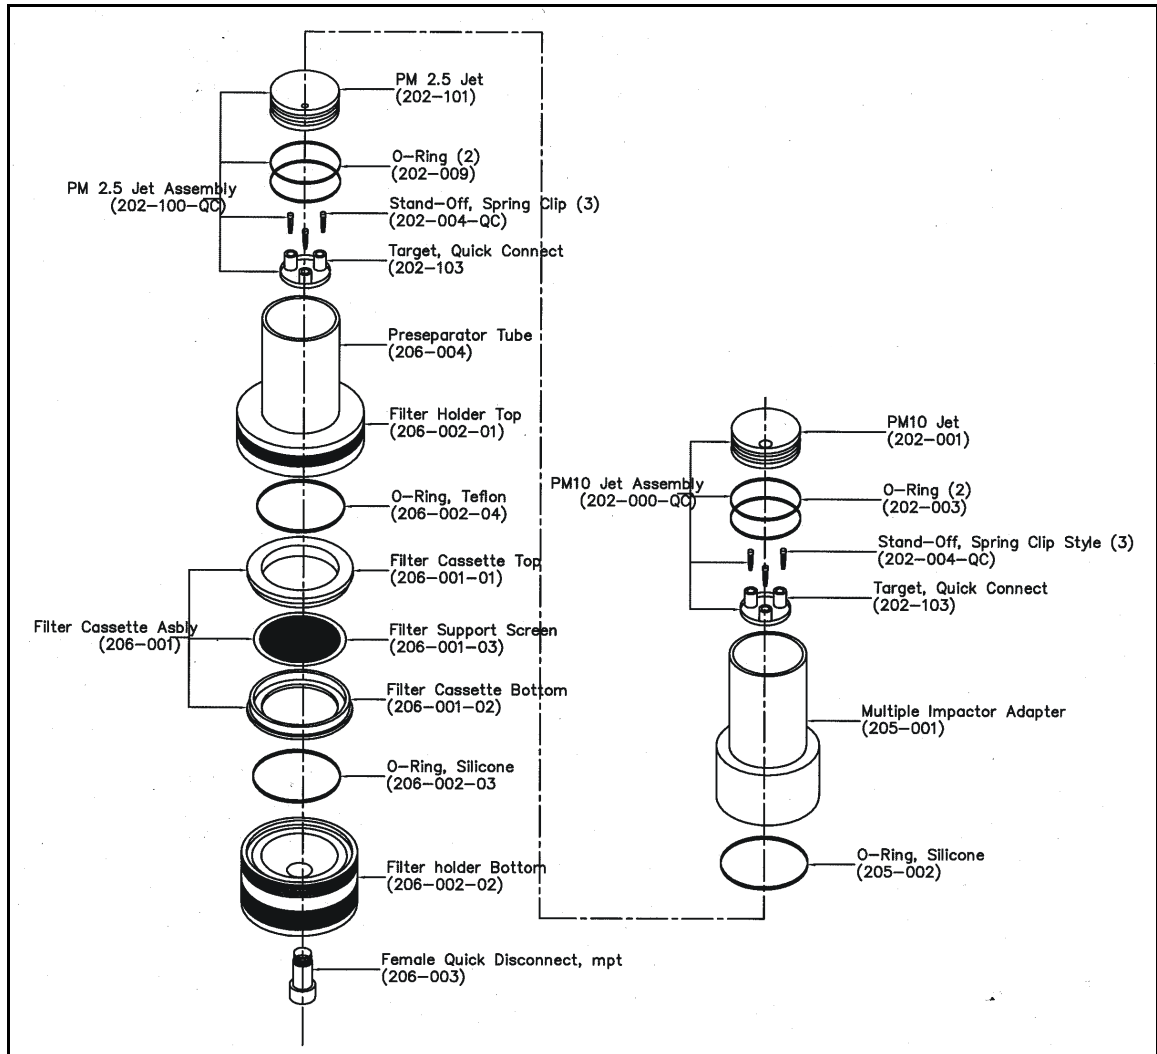 PM 2.5 Jet
(202-101)
O-Ring (2)
(202-009)
PM 2.5 Jet Assembly
(202-100-QC)
Stand-Off, Spring Clip (3)
(202-004-QC)
Target, Quick Connect
(202-103
Preseparator Tube
(206-004)
Filter Holder Top
(206-002-01)
O-Ring, Teflon
(206-002-04)
Filter Cassette Top
(206-001-01)
Filter Cassette Asbly
(206-001)
Filter Support Screen
(206-001-03)
Filter Cassette Bottom
(206-001-02)
O-Ring, Silicone
(206-002-03
Filter holder Bottom
(206-002-02)
Female Quick Disconnect, mpt
(206-003)
PM10 Jet
(202-001)
PM10 Jet Assembly
(202-000-QC)
O-Ring (2)
(202-003)
Stand-Off, Spring Clip Style (3)
(202-004-QC)
Target, Quick Connect
(202-103)
Multiple Impactor Adapter
(205-001)
O-Ring, Silicone
(205-002)